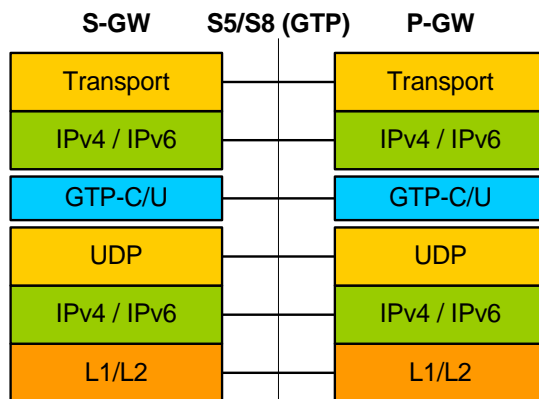 S-GW S5/S8 (GTP) P-GW
Transport Transport
IPv4 / IPv6 IPv4 / IPv6
GTP-C/U GTP-C/U
UDP UDP
IPv4 / IPv6 IPv4 / IPv6
L1/L2 L1/L2